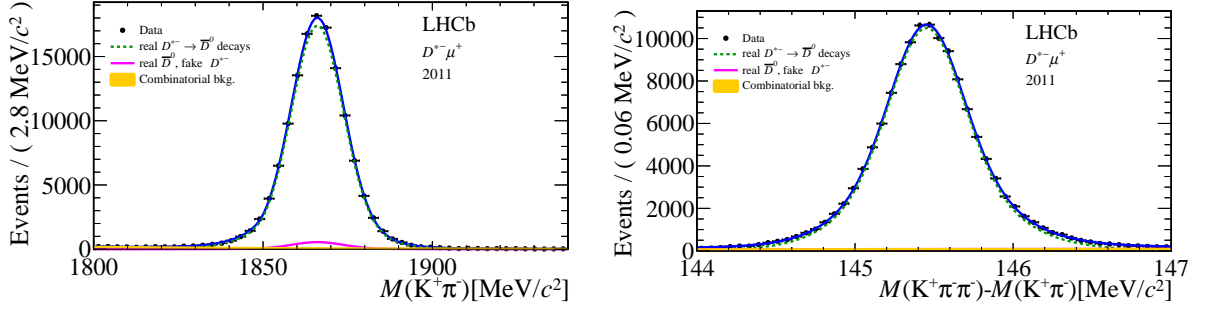 Events / ( 2.8 MeV/c²)
15000
10000
5000
0
Data
real D*⁻ → D̅⁰ decays
real D̅⁰, fake D*⁻
Combinatorial bkg.
LHCb
D*⁻μ⁺
2011
1800 1850 1900
M(K⁺π⁻)[MeV/c²]
Events / ( 0.06 MeV/c²)
10000
8000
6000
4000
2000
0
Data
real D*⁻ → D̅⁰ decays
real D̅⁰, fake D*⁻
Combinatorial bkg.
LHCb
D*⁻μ⁺
2011
144 145 146 147
M(K⁺π⁻π⁻)-M(K⁺π⁻)[MeV/c²]